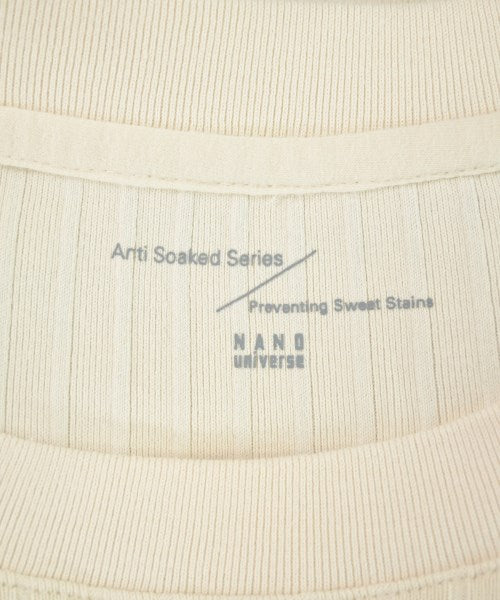 Anti Soaked Series
Preventing Sweat Stains
NANO
universe